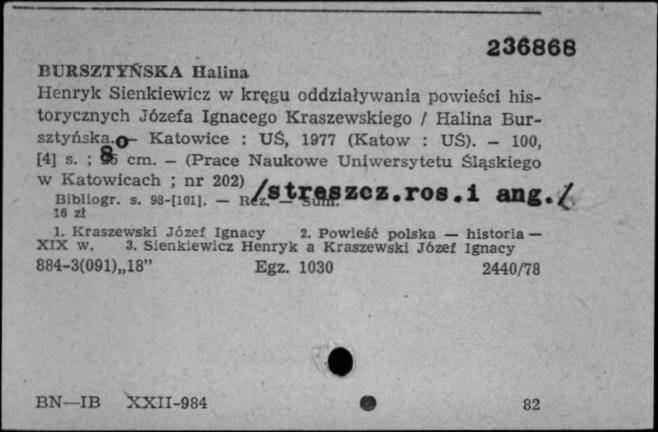 236868
BURSZTYŃSKA Halina
Henryk Sienkiewicz w kręgu oddziaływania powieści his-
torycznych Józefa Ignacego Kraszewskiego / Halina Bur-
sztyńska. — Katowice : UŚ, 1977 (Katow : UŚ). — 100,
[4] s. ; 8 cm. — (Prace Naukowe Uniwersytetu Śląskiego
w Katowicach ; nr 202) /streszcz.ros.i ang./
Bibliogr. s. 98-[101]. — Rez. — Sum.
16 zł
1. Kraszewski Józef Ignacy 2. Powieść polska — historia —
XIX w. 3. Sienkiewicz Henryk a Kraszewski Józef Ignacy
884-3(091)„18” Egz. 1030 2440/78
BN—IB XXII-984 82